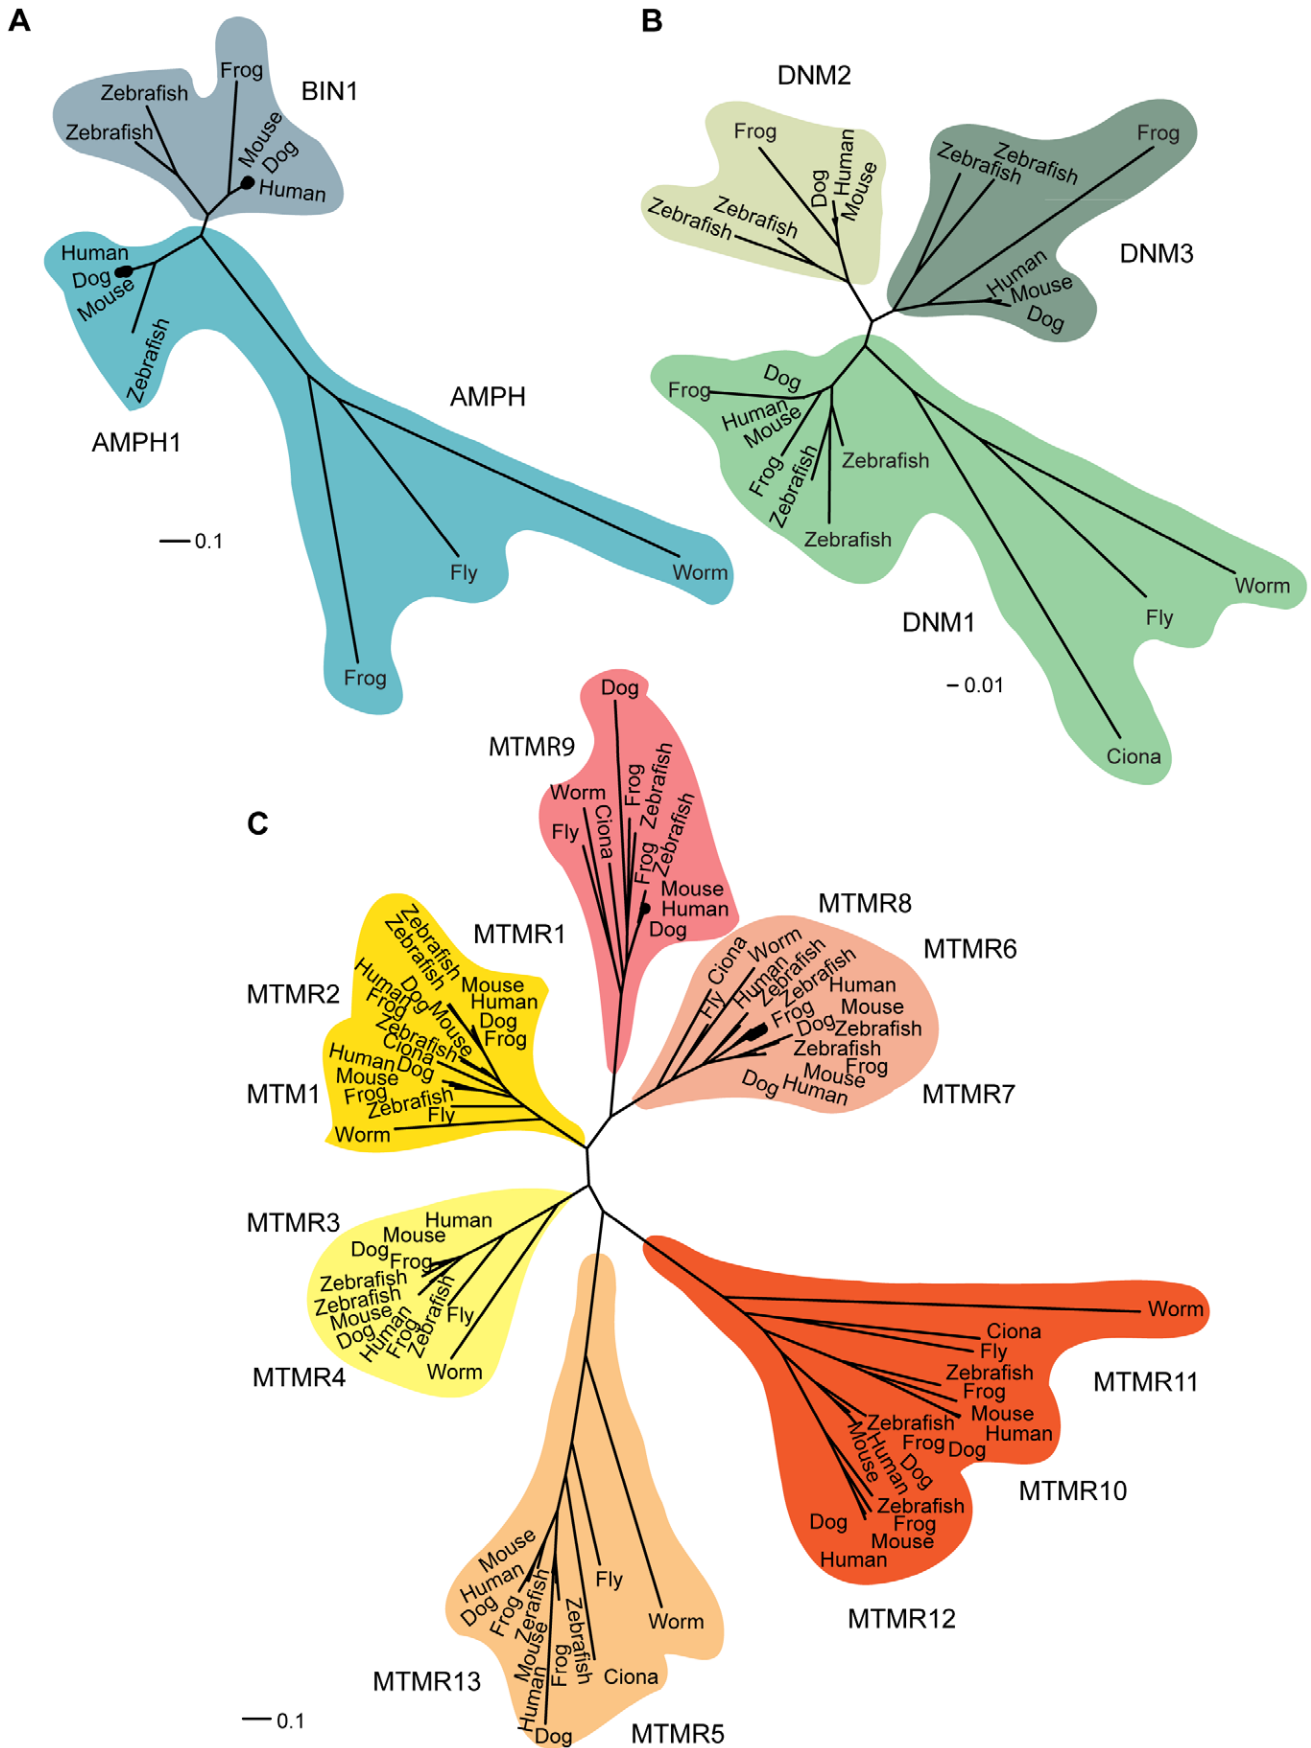 A
Frog
BIN1
Zebrafish
Zebrafish
Mouse
Dog
Human
Human
Dog
Mouse
Zebrafish
AMPH1
AMPH
0.1
Fly
Worm
Frog
B
DNM2
Frog
Dog
Human
Mouse
Zebrafish
Zebrafish
Zebrafish
Zebrafish
Frog
DNM3
Human
Mouse
Dog
Frog
Dog
Human
Mouse
Frog
Zebrafish
Zebrafish
Zebrafish
DNM1
Worm
Fly
0.01
Ciona
C
MTMR9
Dog
Worm
Fly
Ciona
Frog
Zebrafish
Frog
Zebrafish
Mouse
Human
Dog
MTMR1
Zebrafish
Zebrafish
Mouse
Human
Dog
Frog
MTMR2
Human
Dog
Frog
Mouse
Zebrafish
Ciona
MTM1
Human
Dog
Mouse
Frog
Zebrafish
Fly
Worm
MTMR8
MTMR6
Ciona
Worm
Fly
Human
Zebrafish
Zebrafish
Human
Frog
Mouse
Dog
Zebrafish
Zebrafish
Frog
Mouse
Dog
Human
MTMR7
MTMR3
Human
Mouse
Dog
Frog
Zebrafish
Zebrafish
Mouse
Dog
Human
Frog
Zebrafish
Fly
Worm
MTMR4
Worm
Ciona
Fly
Zebrafish
Frog
MTMR11
Mouse
Human
Zebrafish
Frog
Dog
Mouse
Human
Dog
MTMR10
Zebrafish
Dog
Frog
Mouse
Human
MTMR12
Mouse
Human
Dog
Frog
Zerafish
Fly
Worm
Mouse
Human
Frog
Zebrafish
Ciona
Dog
MTMR13
MTMR5
0.1